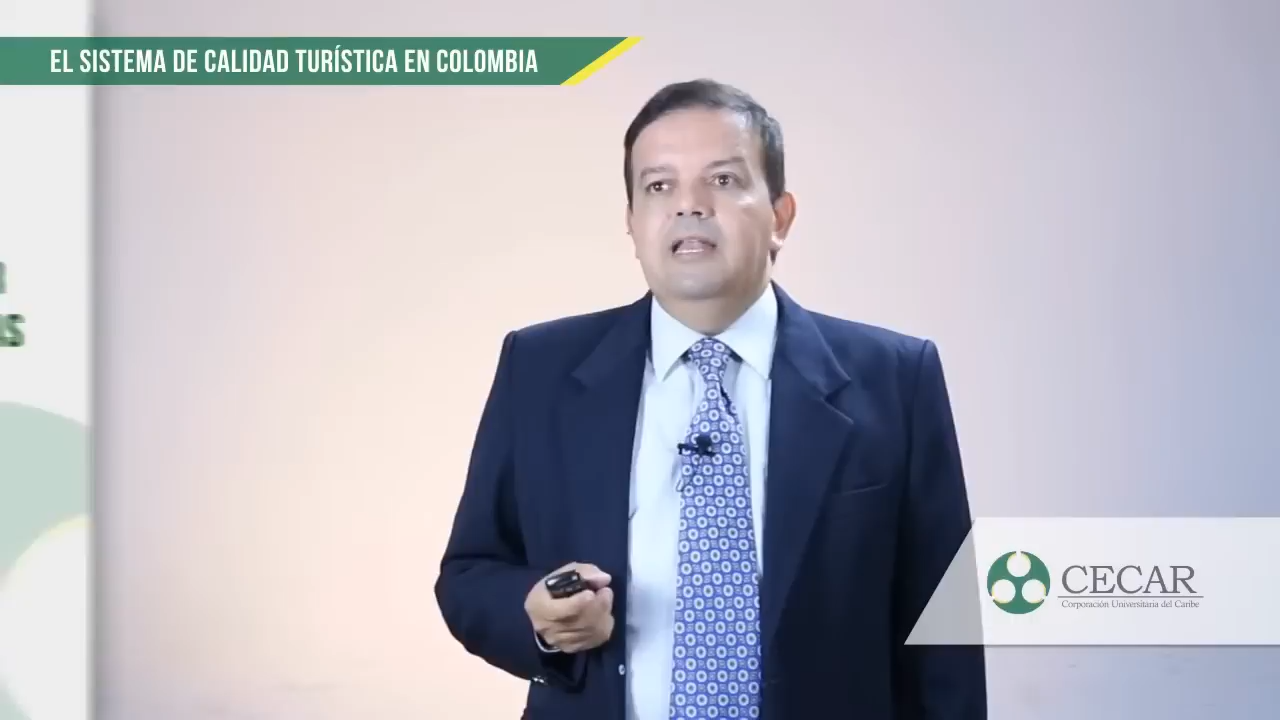 EL SISTEMA DE CALIDAD TURÍSTICA EN COLOMBIA
CECAR
Corporación Universitaria del Caribe